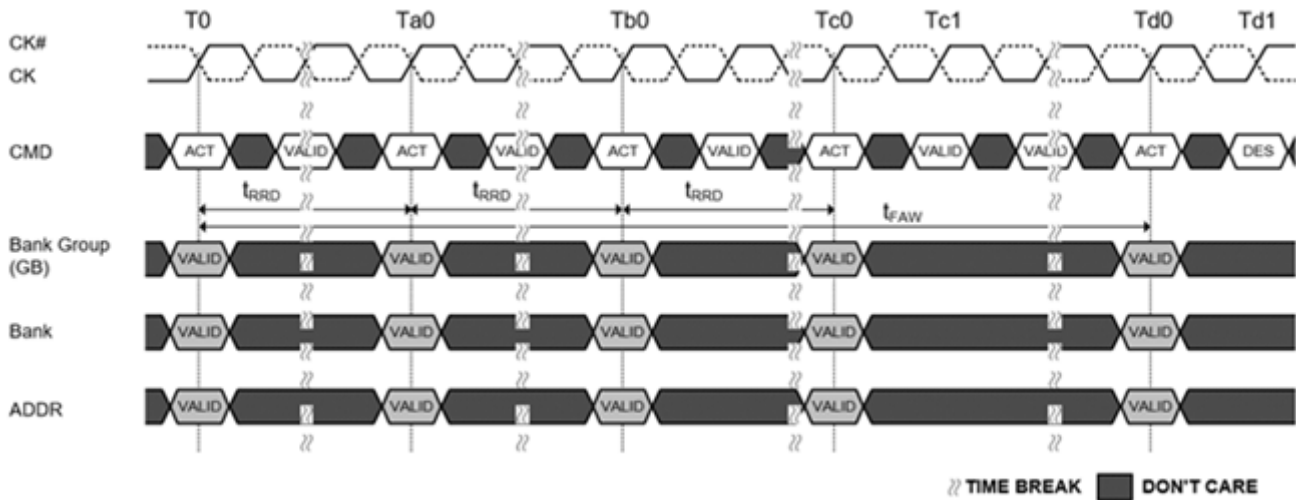 T0 Ta0 Tb0 Tc0 Tc1 Td0 Td1
CK#
CK
CMD ACT VALID ACT VALID ACT VALID ACT VALID VALID ACT DES
tRRD tRRD tRRD
tFAW
Bank Group
(GB) VALID VALID VALID VALID VALID
Bank VALID VALID VALID VALID VALID
ADDR VALID VALID VALID VALID VALID
TIME BREAK DON'T CARE